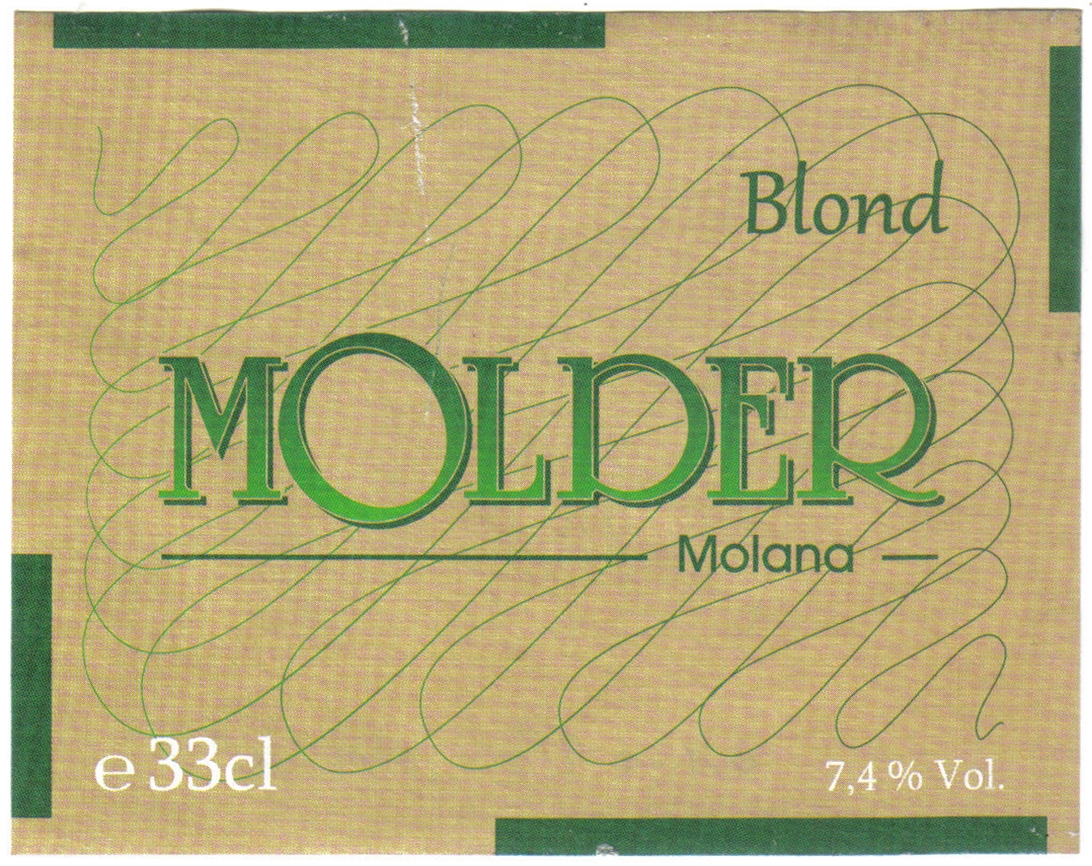 Blond
MOLDER
Molana
e 33cl
7,4 % Vol.